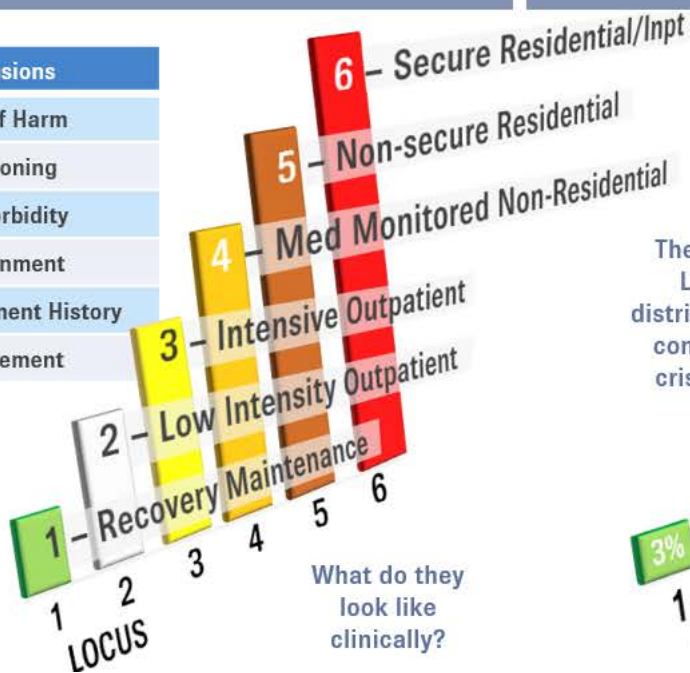 sions
f Harm
oning
rbidity
nment
nent History
ement
6 – Secure Residential/Inpt
5 – Non-secure Residential
4 – Med Monitored Non-Residential
3 – Intensive Outpatient
2 – Low Intensity Outpatient
1 – Recovery Maintenance
1
2
3
4
5
6
LOCUS
What do they
look like
clinically?
The
L
distri
con
cris
3%
1